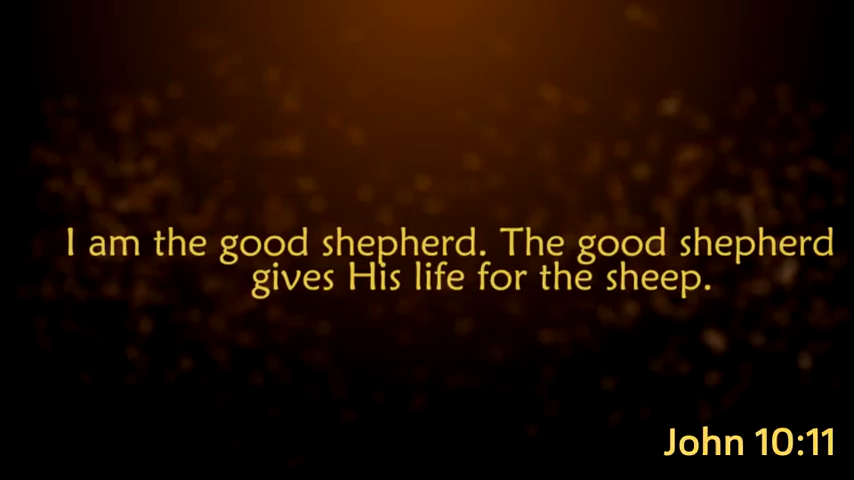 I am the good shepherd. The good shepherd
gives His life for the sheep.
John 10:11